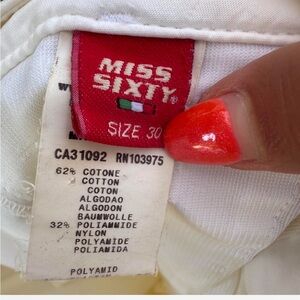 MISS
SIXTY®
SIZE 30
CA31092 RN103975
62% COTONE
COTTON
COTON
ALGODAO
ALGODON
BAUMWOLLE
32% POLIAMMIDE
NYLON
POLYAMIDE
POLIAMIDA
POLYAMID